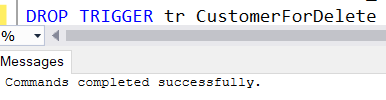 DROP TRIGGER tr CustomerForDelete
%
Messages
Commands completed successfully.